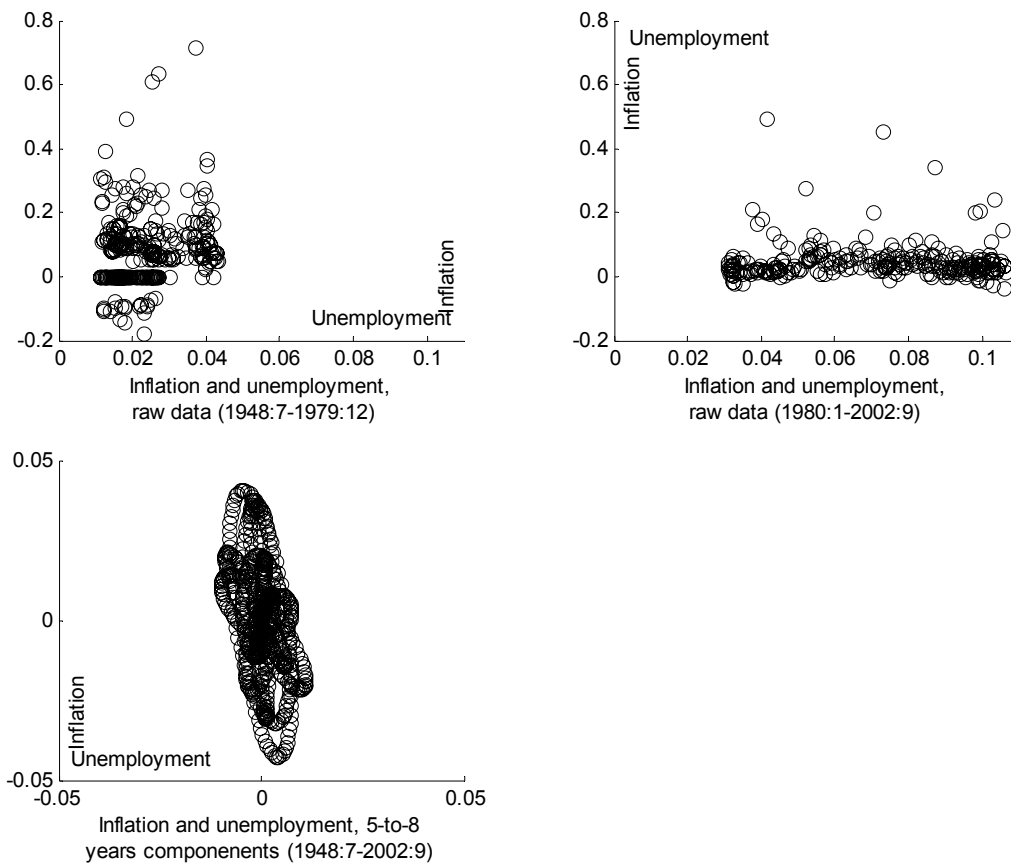 0.8
0.6
0.4
0.2
0
-0.2
0
0.02
0.04
0.06
0.08
0.1
Inflation
Unemployment
Inflation and unemployment,
raw data (1948:7-1979:12)
0.8
0.6
0.4
0.2
0
-0.2
0
0.02
0.04
0.06
0.08
0.1
Unemployment
Inflation
Inflation and unemployment,
raw data (1980:1-2002:9)
0.05
0
-0.05
-0.05
0
0.05
Inflation
Unemployment
Inflation and unemployment, 5-to-8
years componenents (1948:7-2002:9)